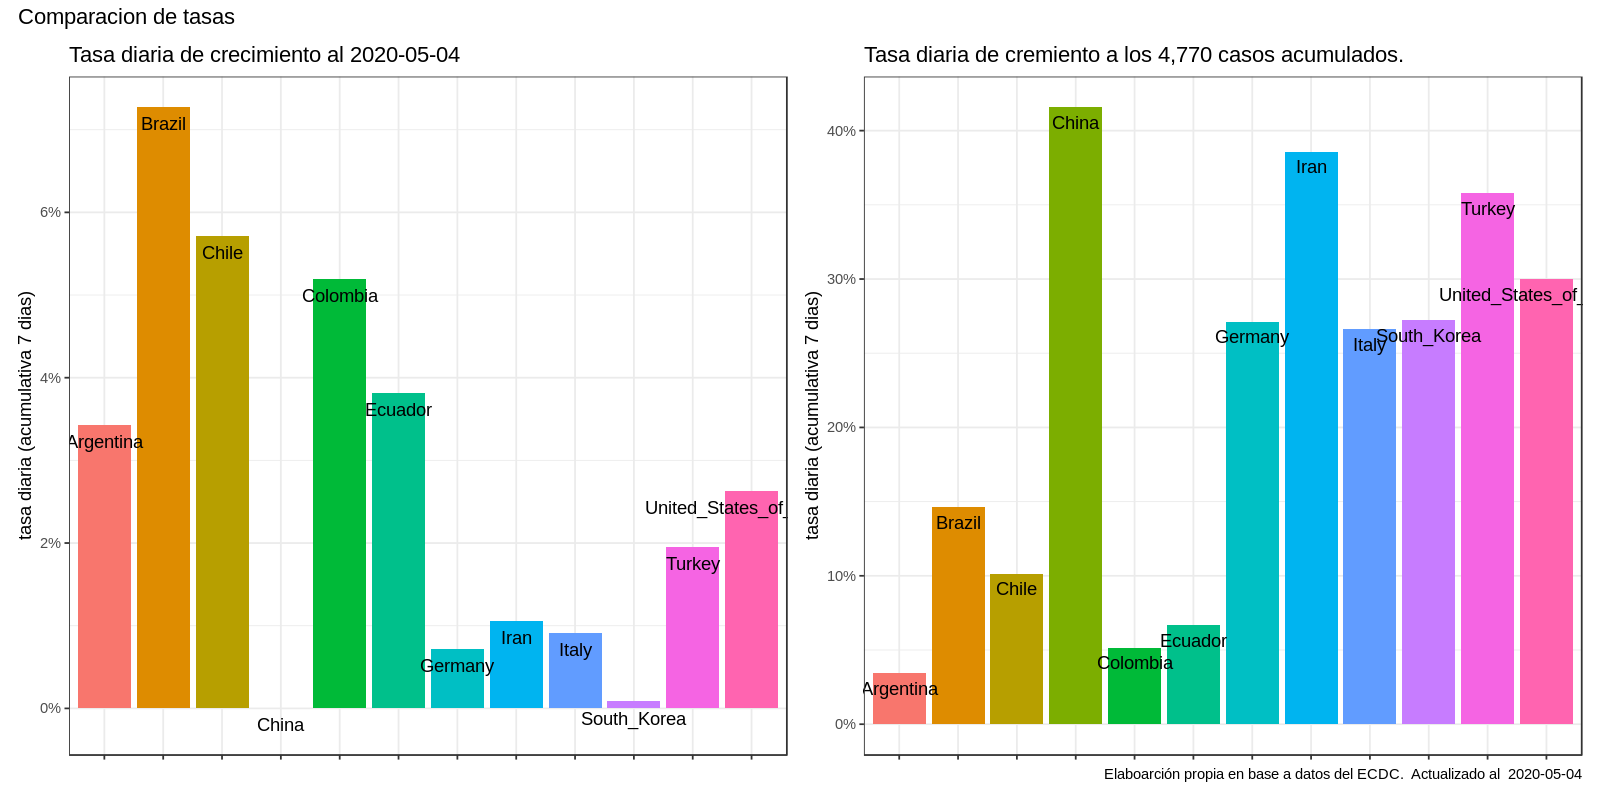 Comparacion de tasas
Tasa diaria de crecimiento al 2020-05-04
tasa diaria (acumulativa 7 dias)
6%
4%
2%
0%
Argentina
Brazil
Chile
China
Colombia
Ecuador
Germany
Iran
Italy
South_Korea
Turkey
United_States_of_
Tasa diaria de cremiento a los 4,770 casos acumulados.
tasa diaria (acumulativa 7 dias)
40%
30%
20%
10%
0%
Argentina
Brazil
Chile
China
Colombia
Ecuador
Germany
Iran
Italy
South_Korea
Turkey
United_States_of_
Elaboarción propia en base a datos del ECDC.  Actualizado al  2020-05-04